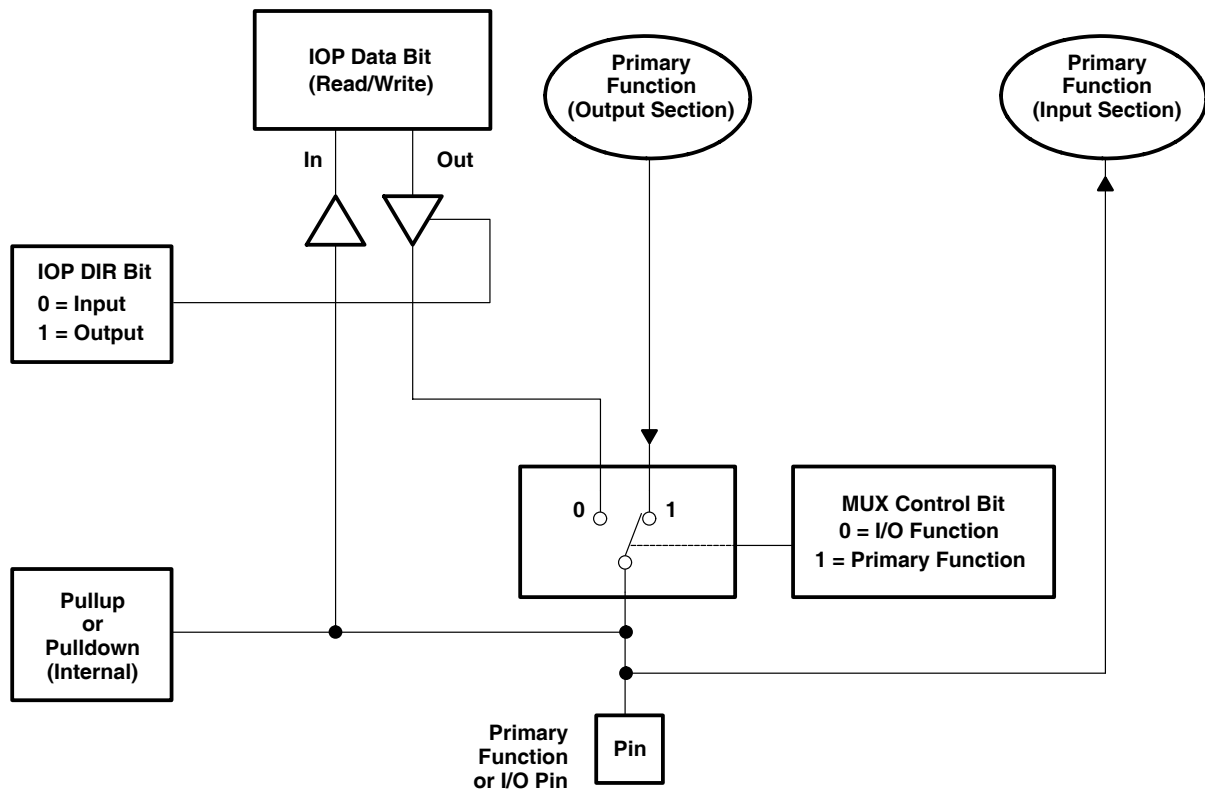 IOP Data Bit
(Read/Write)
Primary
Function
(Output Section)
Primary
Function
(Input Section)
In
Out
IOP DIR Bit
0 = Input
1 = Output
0
1
MUX Control Bit
0 = I/O Function
1 = Primary Function
Pullup
or
Pulldown
(Internal)
Primary
Function
or I/O Pin
Pin